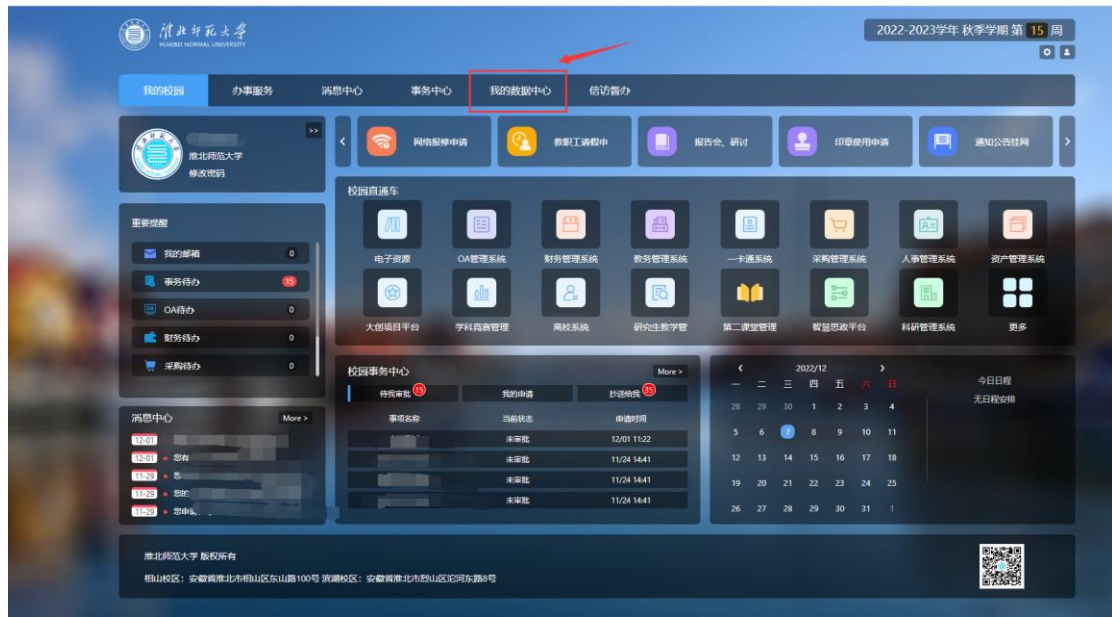 淮北师范大学
HUAIBEI NORMAL UNIVERSITY
2022-2023学年 秋季学期 第 15 周
我的校园 办事服务 消息中心 事务中心 我的数据中心 信访督办
>>
淮北师范大学
修改密码
< 网络报修申请 教职工请假申 报告会、研讨 印章使用申请 通知公告挂网 >
校园直通车
电子资源 OA管理系统 财务管理系统 教务管理系统 一卡通系统 采购管理系统 人事管理系统 资产管理系统
大创项目平台 学科竞赛管理 离校系统 研究生教学管 第二课堂管理 智慧思政平台 科研管理系统 更多
重要提醒
我的邮箱 0
事务待办 15
OA待办 0
财务待办 0
采购待办 0
消息中心 More >
12-01
12-01 您有
11-29 您
11-29 您的
11-29 您申请
校园事务中心 More >
待我审批 15 我的申请 抄送给我 35
事项名称 当前状态 申请时间
未审批 12/01 11:22
未审批 11/24 14:41
未审批 11/24 14:41
未审批 11/24 14:41
< 2022/12 >
一 二 三 四 五 六 日
28 29 30 1 2 3 4
5 6 7 8 9 10 11
12 13 14 15 16 17 18
19 20 21 22 23 24 25
26 27 28 29 30 31 1
今日日程
无日程安排
淮北师范大学 版权所有
相山校区：安徽省淮北市相山区东山路100号 滨湖校区：安徽省淮北市烈山区沱河东路8号